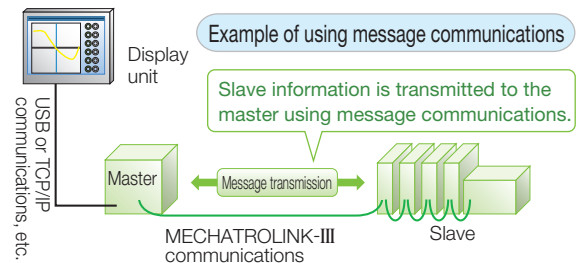 Example of using message communications
Display
unit
Slave information is transmitted to the
master using message communications.
USB or TCP/IP
communications, etc.
Master
Message transmission
Slave
MECHATROLINK-III
communications